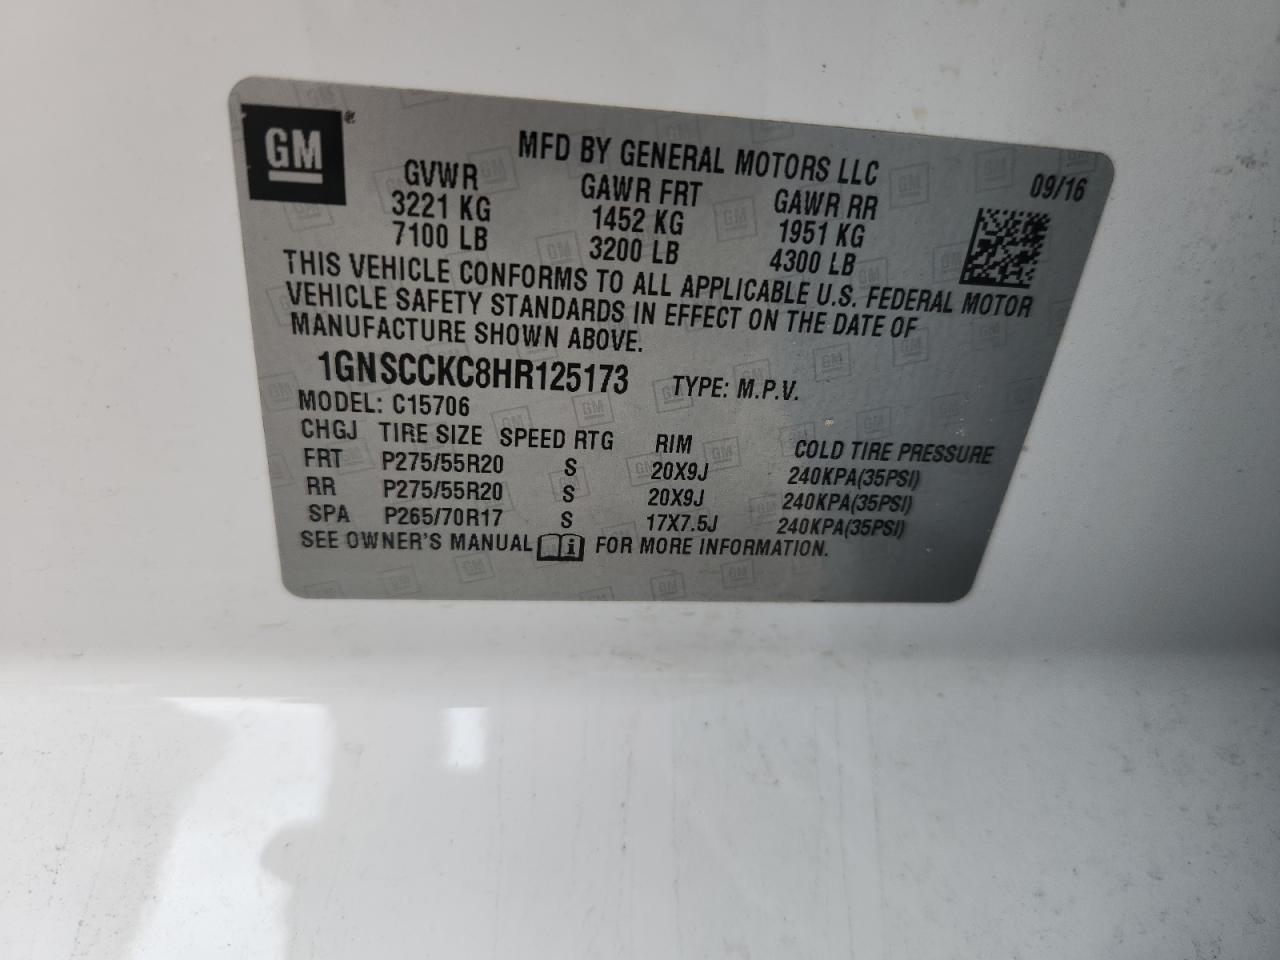 GM
MFD BY GENERAL MOTORS LLC
09/16
GVWR GAWR FRT GAWR RR
3221 KG 1452 KG 1951 KG
7100 LB 3200 LB 4300 LB
THIS VEHICLE CONFORMS TO ALL APPLICABLE U.S. FEDERAL MOTOR
VEHICLE SAFETY STANDARDS IN EFFECT ON THE DATE OF
MANUFACTURE SHOWN ABOVE.
1GNSCCKC8HR125173 TYPE: M.P.V.
MODEL: C15706
CHGJ TIRE SIZE SPEED RTG RIM COLD TIRE PRESSURE
FRT P275/55R20 S 20X9J 240KPA(35PSI)
RR P275/55R20 S 20X9J 240KPA(35PSI)
SPA P265/70R17 S 17X7.5J 240KPA(35PSI)
SEE OWNER'S MANUAL i FOR MORE INFORMATION.